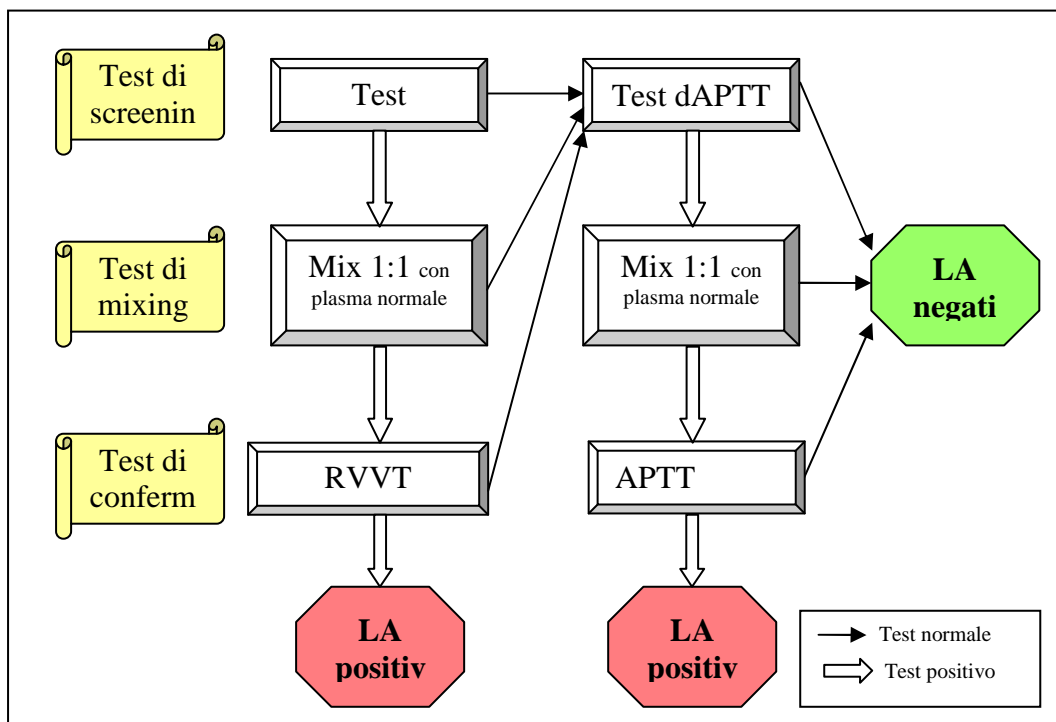 Test di
screenin
Test
Test dAPTT
Test di
mixing
Mix 1:1 con
plasma normale
Mix 1:1 con
plasma normale
LA
negati
Test di
conferm
RVVT
APTT
LA
positiv
LA
positiv
Test normale
Test positivo